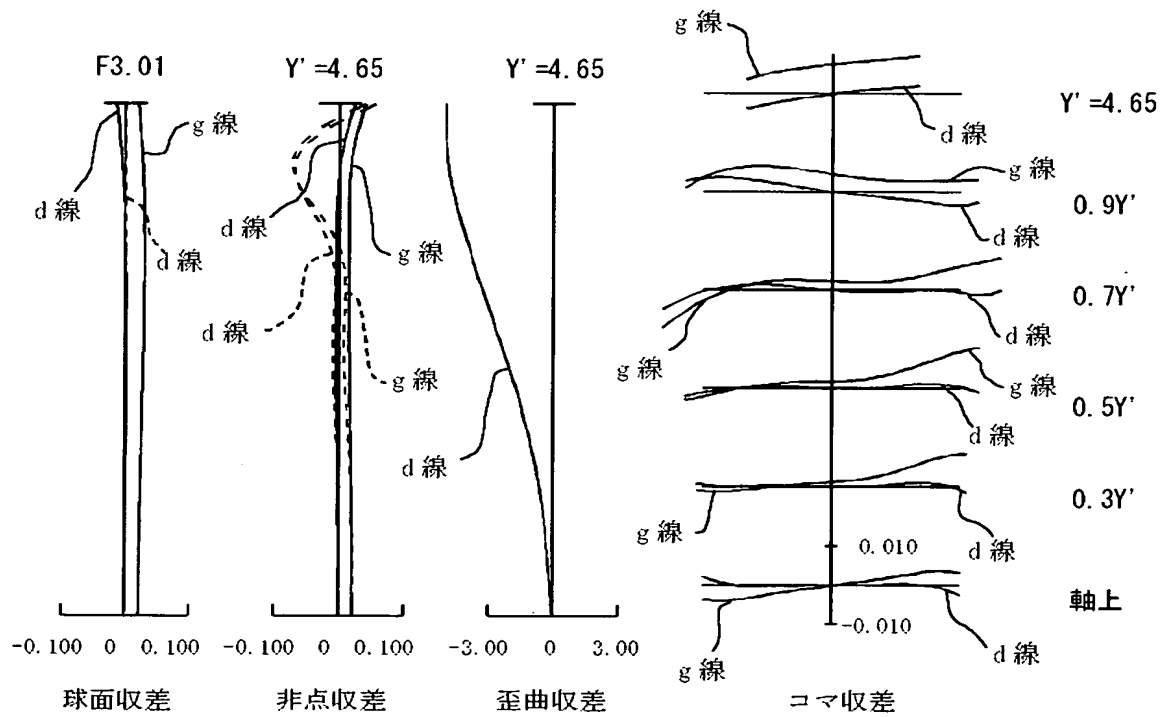 F3.01
g 線
d 線
d 線
-0.100 0 0.100
球面収差
Y'=4.65
d 線
g 線
d 線
g 線
-0.100 0 0.100
非点収差
Y'=4.65
d 線
-3.00 0 3.00
歪曲収差
g 線
d 線
Y'=4.65
g 線
d 線
0.9Y'
g 線
d 線
0.7Y'
g 線
d 線
0.5Y'
g 線
d 線
0.3Y'
0.010
-0.010
g 線
d 線
軸上
コマ収差